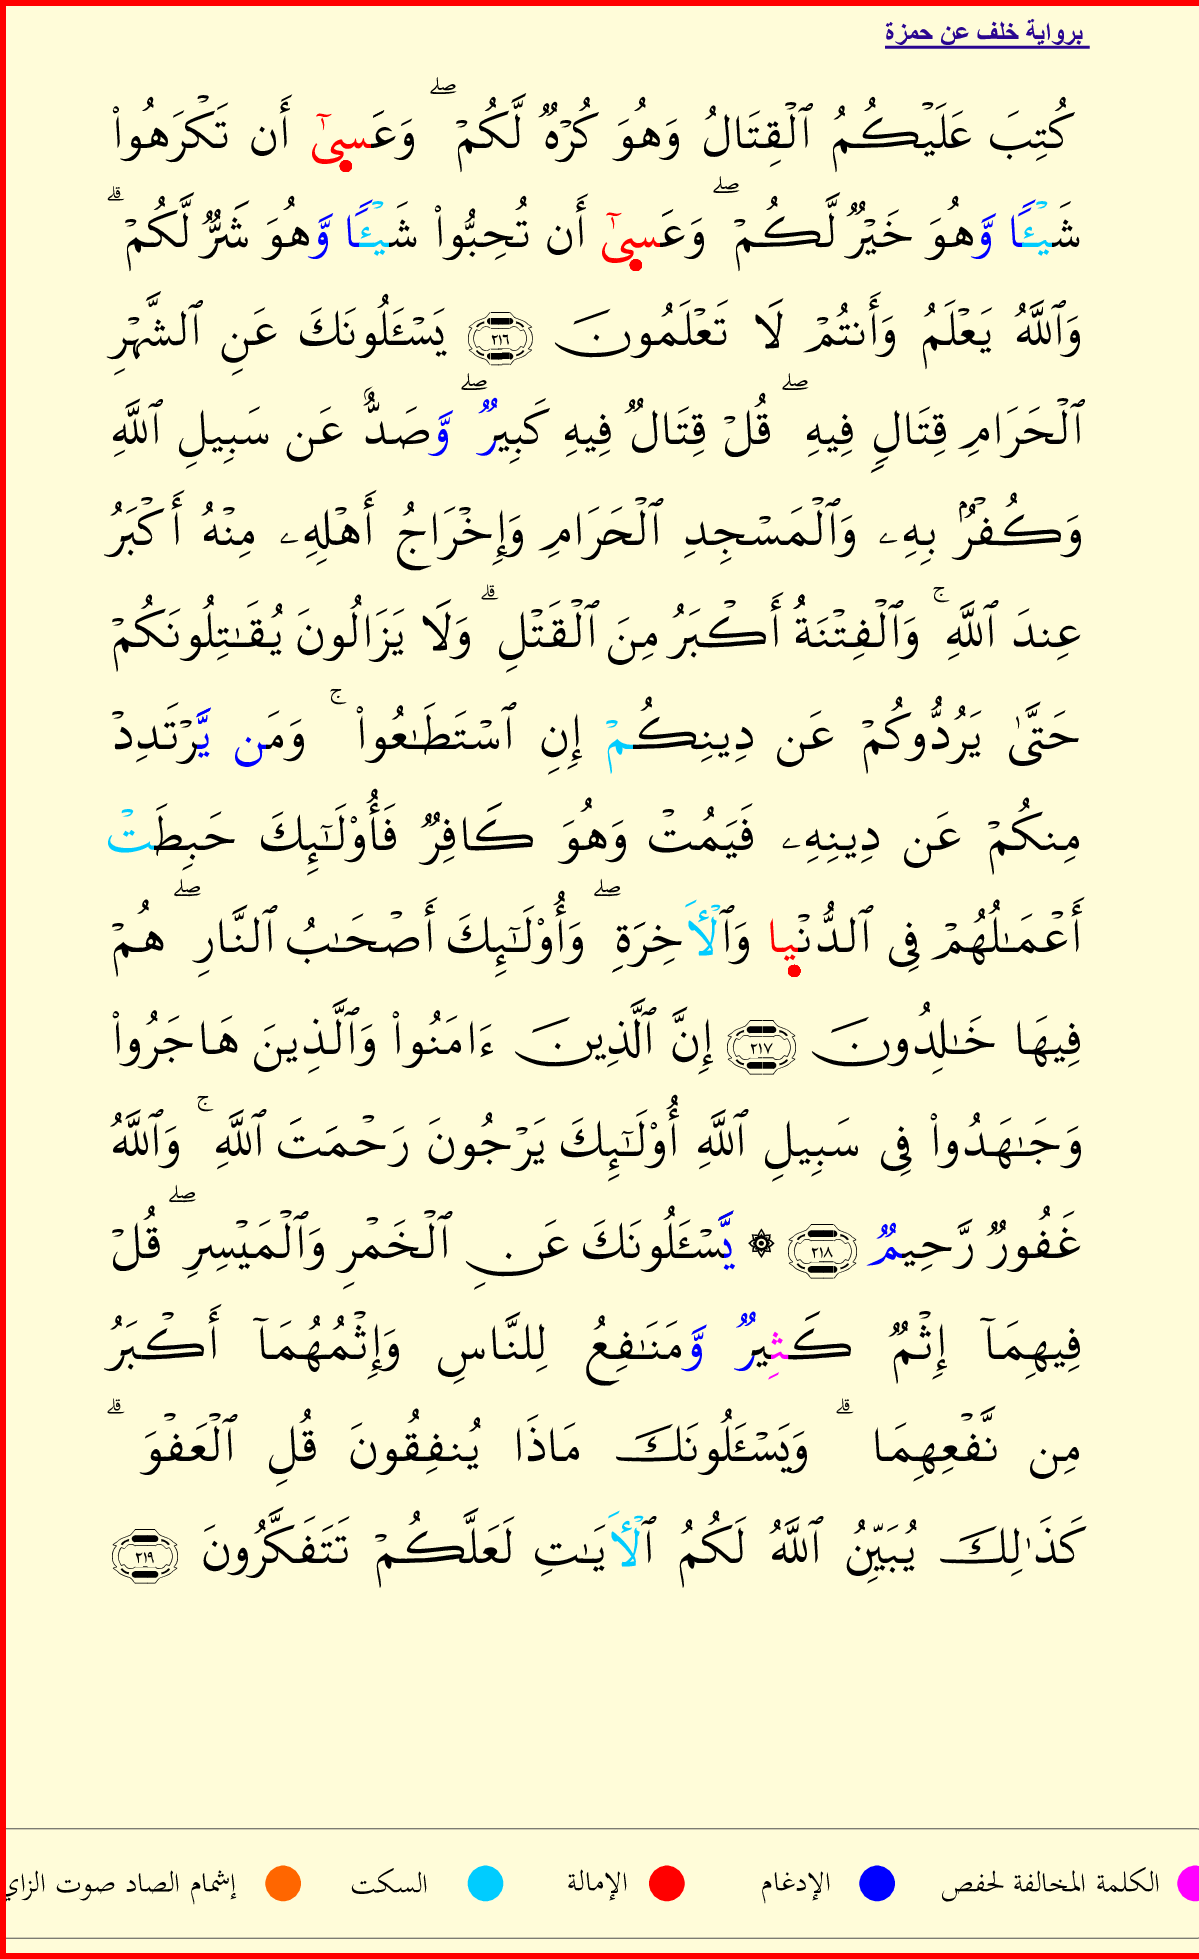 برواية خلف عن حمزة
كُتِبَ عَلَيۡكُمُ ٱلۡقِتَالُ وَهُوَ كُرۡهٞ لَّكُمۡۖ وَعَسىٰٓ أَن تَكۡرَهُواْ
شَيۡـٔٗا وَّهُوَ خَيۡرٞ لَّكُمۡۖ وَعَسىٰٓ أَن تُحِبُّواْ شَيۡـٔٗا وَّهُوَ شَرّٞ لَّكُمۡۚ
وَٱللَّهُ يَعۡلَمُ وَأَنتُمۡ لَا تَعۡلَمُونَ ٢١٦ يَسۡـَٔلُونَكَ عَنِ ٱلشَّهۡرِ
ٱلۡحَرَامِ قِتَالٖ فِيهِۖ قُلۡ قِتَالٞ فِيهِ كَبِيرٞۖ وَّصَدٌّ عَن سَبِيلِ ٱللَّهِ
وَكُفۡرُۢ بِهِۦ وَٱلۡمَسۡجِدِ ٱلۡحَرَامِ وَإِخۡرَاجُ أَهۡلِهِۦ مِنۡهُ أَكۡبَرُ
عِندَ ٱللَّهِۚ وَٱلۡفِتۡنَةُ أَكۡبَرُ مِنَ ٱلۡقَتۡلِۗ وَلَا يَزَالُونَ يُقَٰتِلُونَكُمۡ
حَتَّىٰ يَرُدُّوكُمۡ عَن دِينِكُمۡ إِنِ ٱسۡتَطَٰعُواْۚ وَمَن يَّرۡتَدِدۡ
مِنكُمۡ عَن دِينِهِۦ فَيَمُتۡ وَهُوَ كَافِرٞ فَأُوْلَٰٓئِكَ حَبِطَتۡ
أَعۡمَٰلُهُمۡ فِي ٱلدُّنۡيا وَٱلۡأٓخِرَةِۖ وَأُوْلَٰٓئِكَ أَصۡحَٰبُ ٱلنَّارِۖ هُمۡ
فِيهَا خَٰلِدُونَ ٢١٧ إِنَّ ٱلَّذِينَ ءَامَنُواْ وَٱلَّذِينَ هَاجَرُواْ
وَجَٰهَدُواْ فِي سَبِيلِ ٱللَّهِ أُوْلَٰٓئِكَ يَرۡجُونَ رَحۡمَتَ ٱللَّهِۚ وَٱللَّهُ
غَفُورٞ رَّحِيمٞ ٢١٨ ۞ يَّسۡـَٔلُونَكَ عَنِ ٱلۡخَمۡرِ وَٱلۡمَيۡسِرِۖ قُلۡ
فِيهِمَآ إِثۡمٞ كَثِيرٞ وَّمَنَٰفِعُ لِلنَّاسِ وَإِثۡمُهُمَآ أَكۡبَرُ
مِن نَّفۡعِهِمَاۗ وَيَسۡـَٔلُونَكَ مَاذَا يُنفِقُونَ قُلِ ٱلۡعَفۡوَۗ
كَذَٰلِكَ يُبَيِّنُ ٱللَّهُ لَكُمُ ٱلۡأٓيَٰتِ لَعَلَّكُمۡ تَتَفَكَّرُونَ ٢١٩
الكلمة المخالفة لحفص الإدغام الإمالة السكت إشمام الصاد صوت الزاي